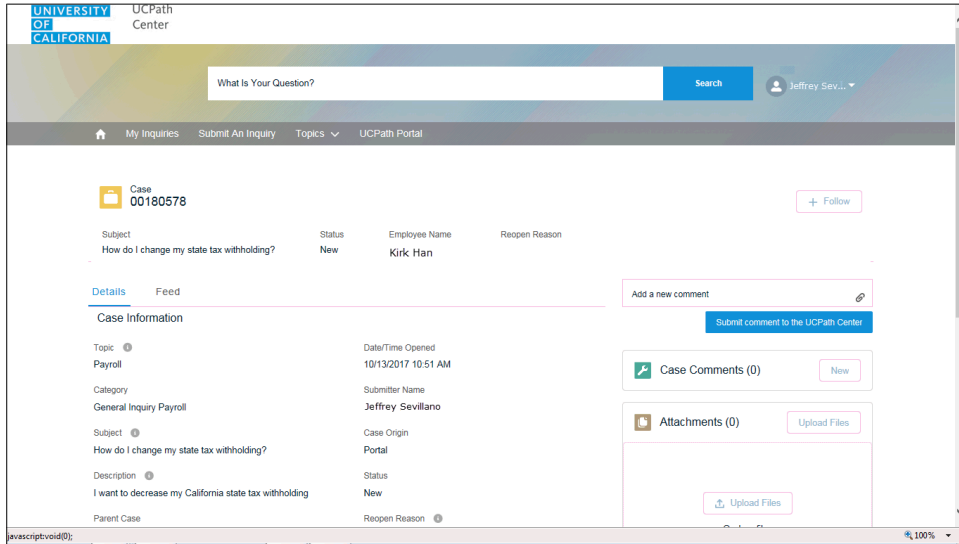 UNIVERSITY OF CALIFORNIA
UCPath Center
What Is Your Question?
Search
Jeffrey Sev...
My Inquiries Submit An Inquiry Topics UCPath Portal
Case
00180578
+ Follow
Subject Status Employee Name Reopen Reason
How do I change my state tax withholding? New Kirk Han
Details Feed
Add a new comment
Submit comment to the UCPath Center
Case Information
Topic Date/Time Opened
Payroll 10/13/2017 10:51 AM
Case Comments (0) New
Category Submitter Name
General Inquiry Payroll Jeffrey Sevillano
Attachments (0) Upload Files
Subject Case Origin
How do I change my state tax withholding? Portal
Description Status
I want to decrease my California state tax withholding New
Upload Files
Parent Case Reopen Reason
javascript:void(0); 100%